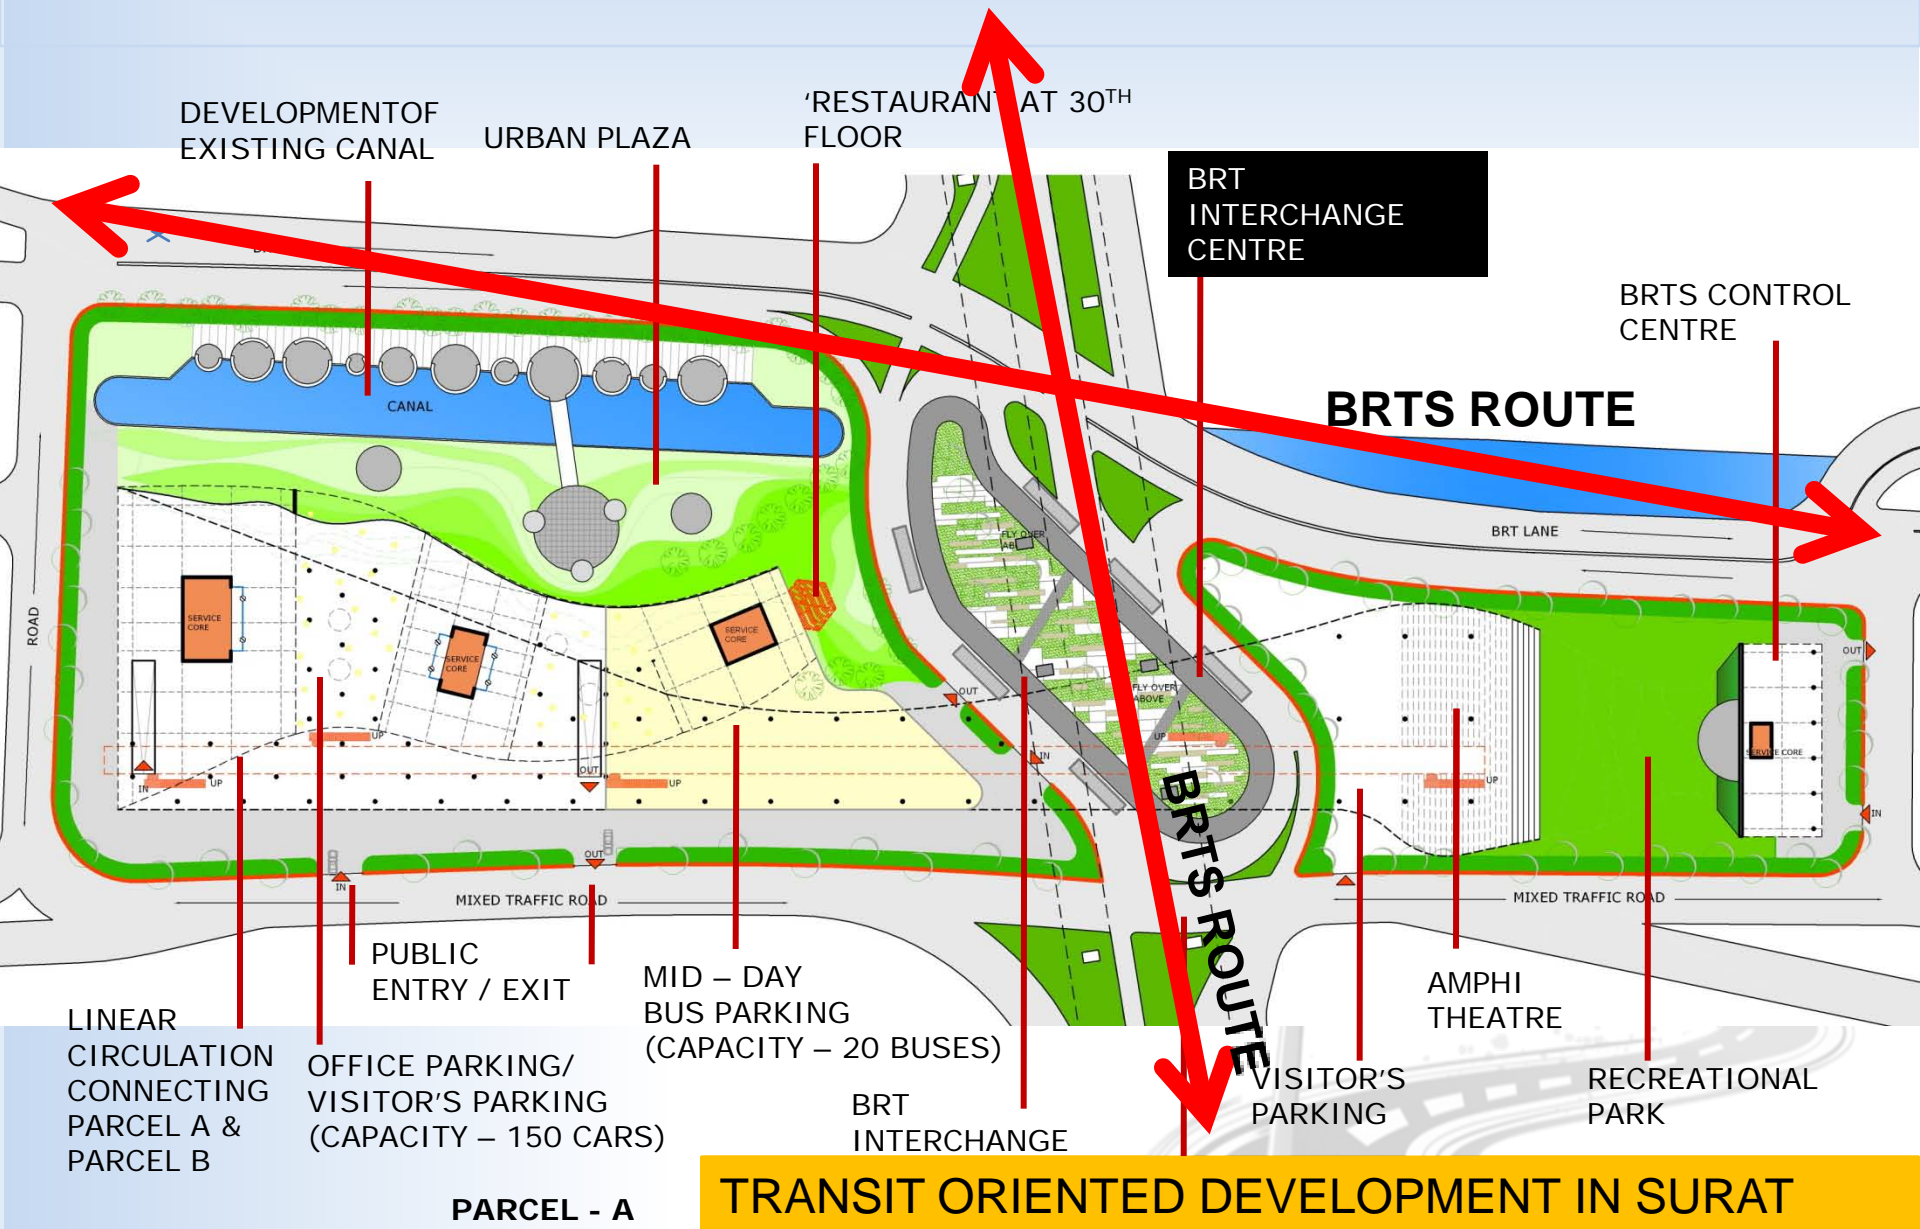 DEVELOPMENTOF
EXISTING CANAL
URBAN PLAZA
‘RESTAURANT AT 30TH
FLOOR
BRT
INTERCHANGE
CENTRE
BRTS CONTROL
CENTRE
BRTS ROUTE
CANAL
BRT LANE
ROAD
SERVICE
CORE
SERVICE
CORE
SERVICE
CORE
FLY OVER
FLY OVER
ABOVE
SERVICE CORE
OUT
OUT
IN
IN
UP
UP
UP
UP
UP
IN
OUT
OUT
IN
MIXED TRAFFIC ROAD
MIXED TRAFFIC ROAD
BRTS ROUTE
PUBLIC
ENTRY / EXIT
MID – DAY
BUS PARKING
(CAPACITY – 20 BUSES)
AMPHI
THEATRE
LINEAR
CIRCULATION
CONNECTING
PARCEL A &
PARCEL B
OFFICE PARKING/
VISITOR’S PARKING
(CAPACITY – 150 CARS)
BRT
INTERCHANGE
VISITOR’S
PARKING
RECREATIONAL
PARK
PARCEL - A
TRANSIT ORIENTED DEVELOPMENT IN SURAT